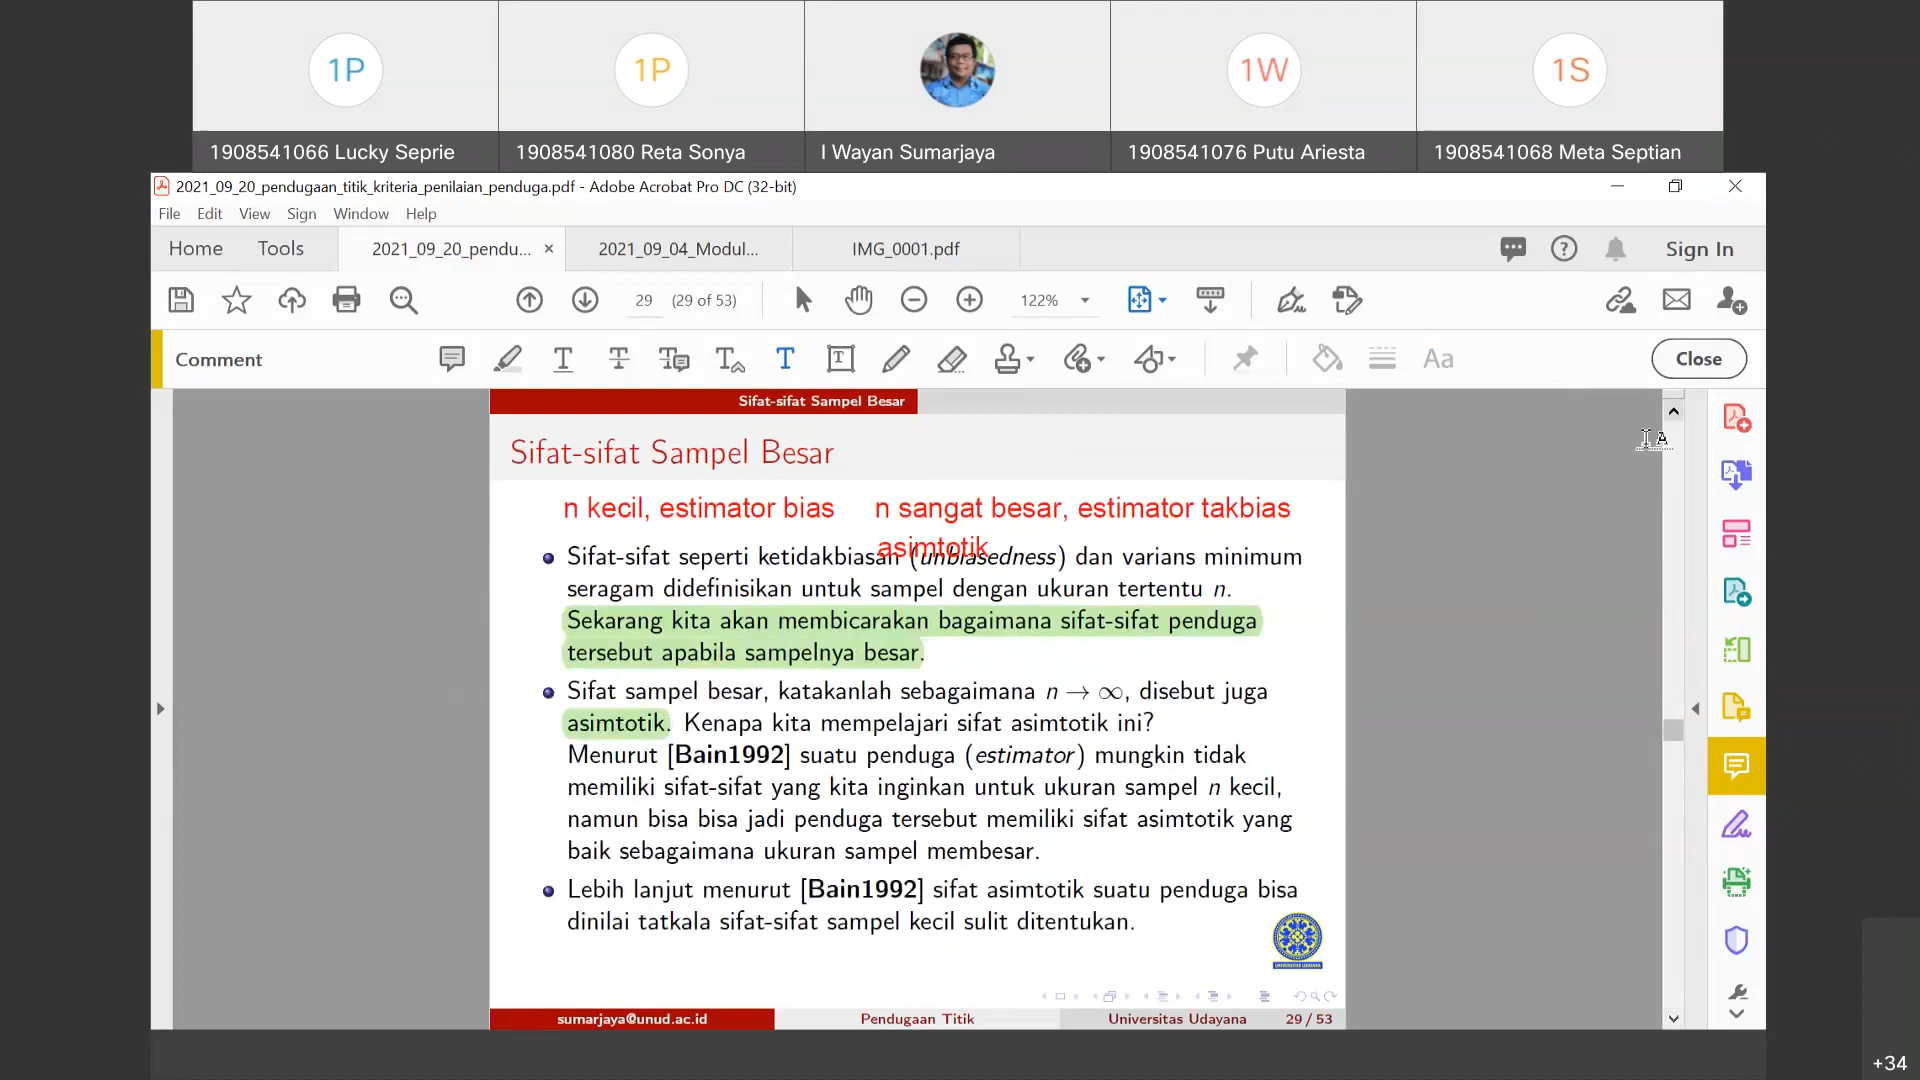 1P
1P
1W
1S
1908541066 Lucky Seprie
1908541080 Reta Sonya
I Wayan Sumarjaya
1908541076 Putu Ariesta
1908541068 Meta Septian
2021_09_20_pendugaan_titik_kriteria_penilaian_penduga.pdf - Adobe Acrobat Pro DC (32-bit)
File Edit View Sign Window Help
Home Tools 2021_09_20_pendu... × 2021_09_04_Modul... IMG_0001.pdf Sign In
29 (29 of 53) 122%
Comment Aa Close
Sifat-sifat Sampel Besar
Sifat-sifat Sampel Besar
n kecil, estimator bias n sangat besar, estimator takbias
asimtotik
Sifat-sifat seperti ketidakbiasan (unbiasedness) dan varians minimum
seragam didefinisikan untuk sampel dengan ukuran tertentu n.
Sekarang kita akan membicarakan bagaimana sifat-sifat penduga
tersebut apabila sampelnya besar.
Sifat sampel besar, katakanlah sebagaimana n → ∞, disebut juga
asimtotik. Kenapa kita mempelajari sifat asimtotik ini?
Menurut [Bain1992] suatu penduga (estimator) mungkin tidak
memiliki sifat-sifat yang kita inginkan untuk ukuran sampel n kecil,
namun bisa bisa jadi penduga tersebut memiliki sifat asimtotik yang
baik sebagaimana ukuran sampel membesar.
Lebih lanjut menurut [Bain1992] sifat asimtotik suatu penduga bisa
dinilai tatkala sifat-sifat sampel kecil sulit ditentukan.
UNIVERSITAS UDAYANA
sumarjaya@unud.ac.id Pendugaan Titik Universitas Udayana 29 / 53
+34